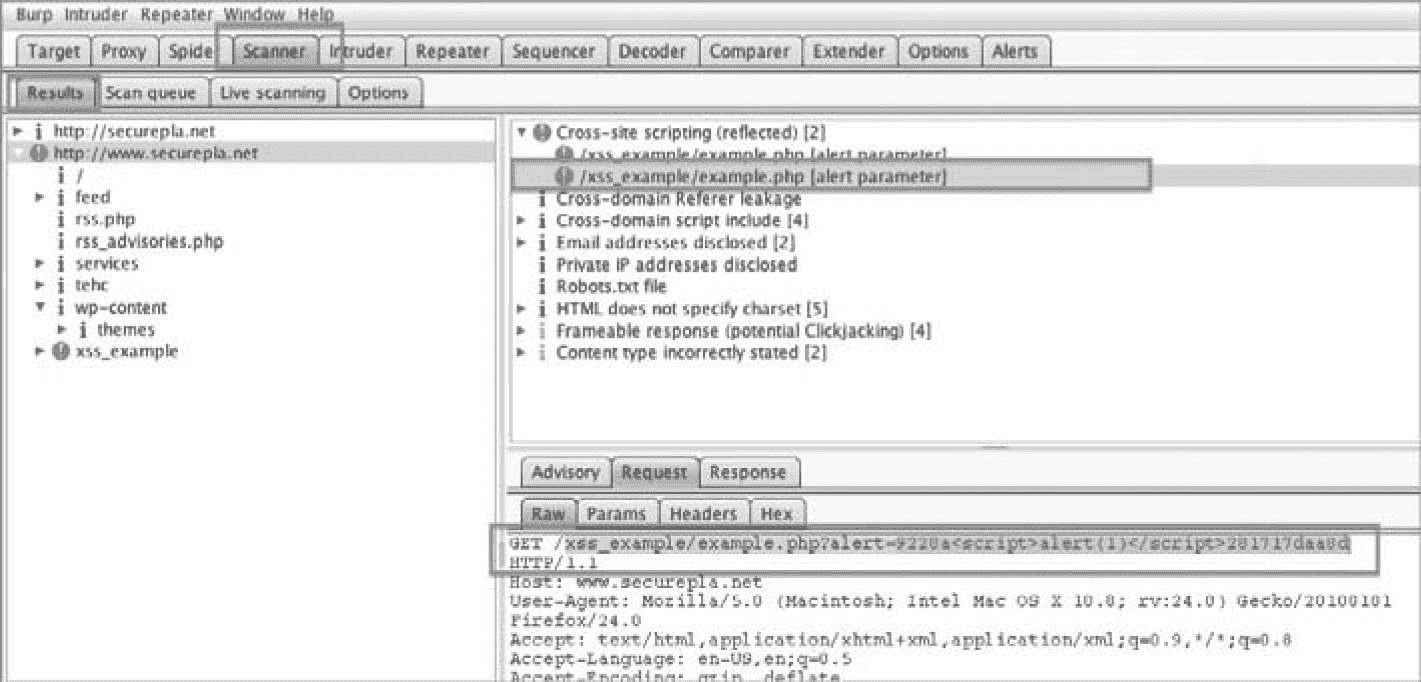 Burp Intruder Repeater Window Help
Target Proxy Spide Scanner Intruder Repeater Sequencer Decoder Comparer Extender Options Alerts
Results Scan queue Live scanning Options
http://securepla.net
http://www.securepla.net
/
feed
rss.php
rss_advisories.php
services
tehc
wp-content
themes
xss_example
Cross-site scripting (reflected) [2]
/xss_example/example.php [alert parameter]
/xss_example/example.php [alert parameter]
Cross-domain Referer leakage
Cross-domain script include [4]
Email addresses disclosed [2]
Private IP addresses disclosed
Robots.txt file
HTML does not specify charset [5]
Frameable response (potential Clickjacking) [4]
Content type incorrectly stated [2]
Advisory Request Response
Raw Params Headers Hex
GET /xss_example/example.php?alert=9228a<script>alert(1)</script>281717daa8d
HTTP/1.1
Host: www.securepla.net
User-Agent: Mozilla/5.0 (Macintosh; Intel Mac OS X 10.8; rv:24.0) Gecko/20100101
Firefox/24.0
Accept: text/html,application/xhtml+xml,application/xml;q=0.9,*/*;q=0.8
Accept-Language: en-US,en;q=0.5
Accept-Encoding: gzip, deflate